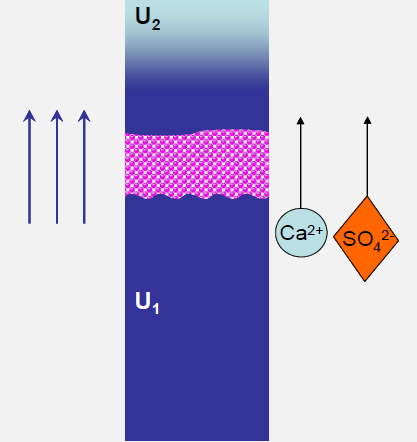 U₂
Ca²⁺
SO₄²⁻
U₁